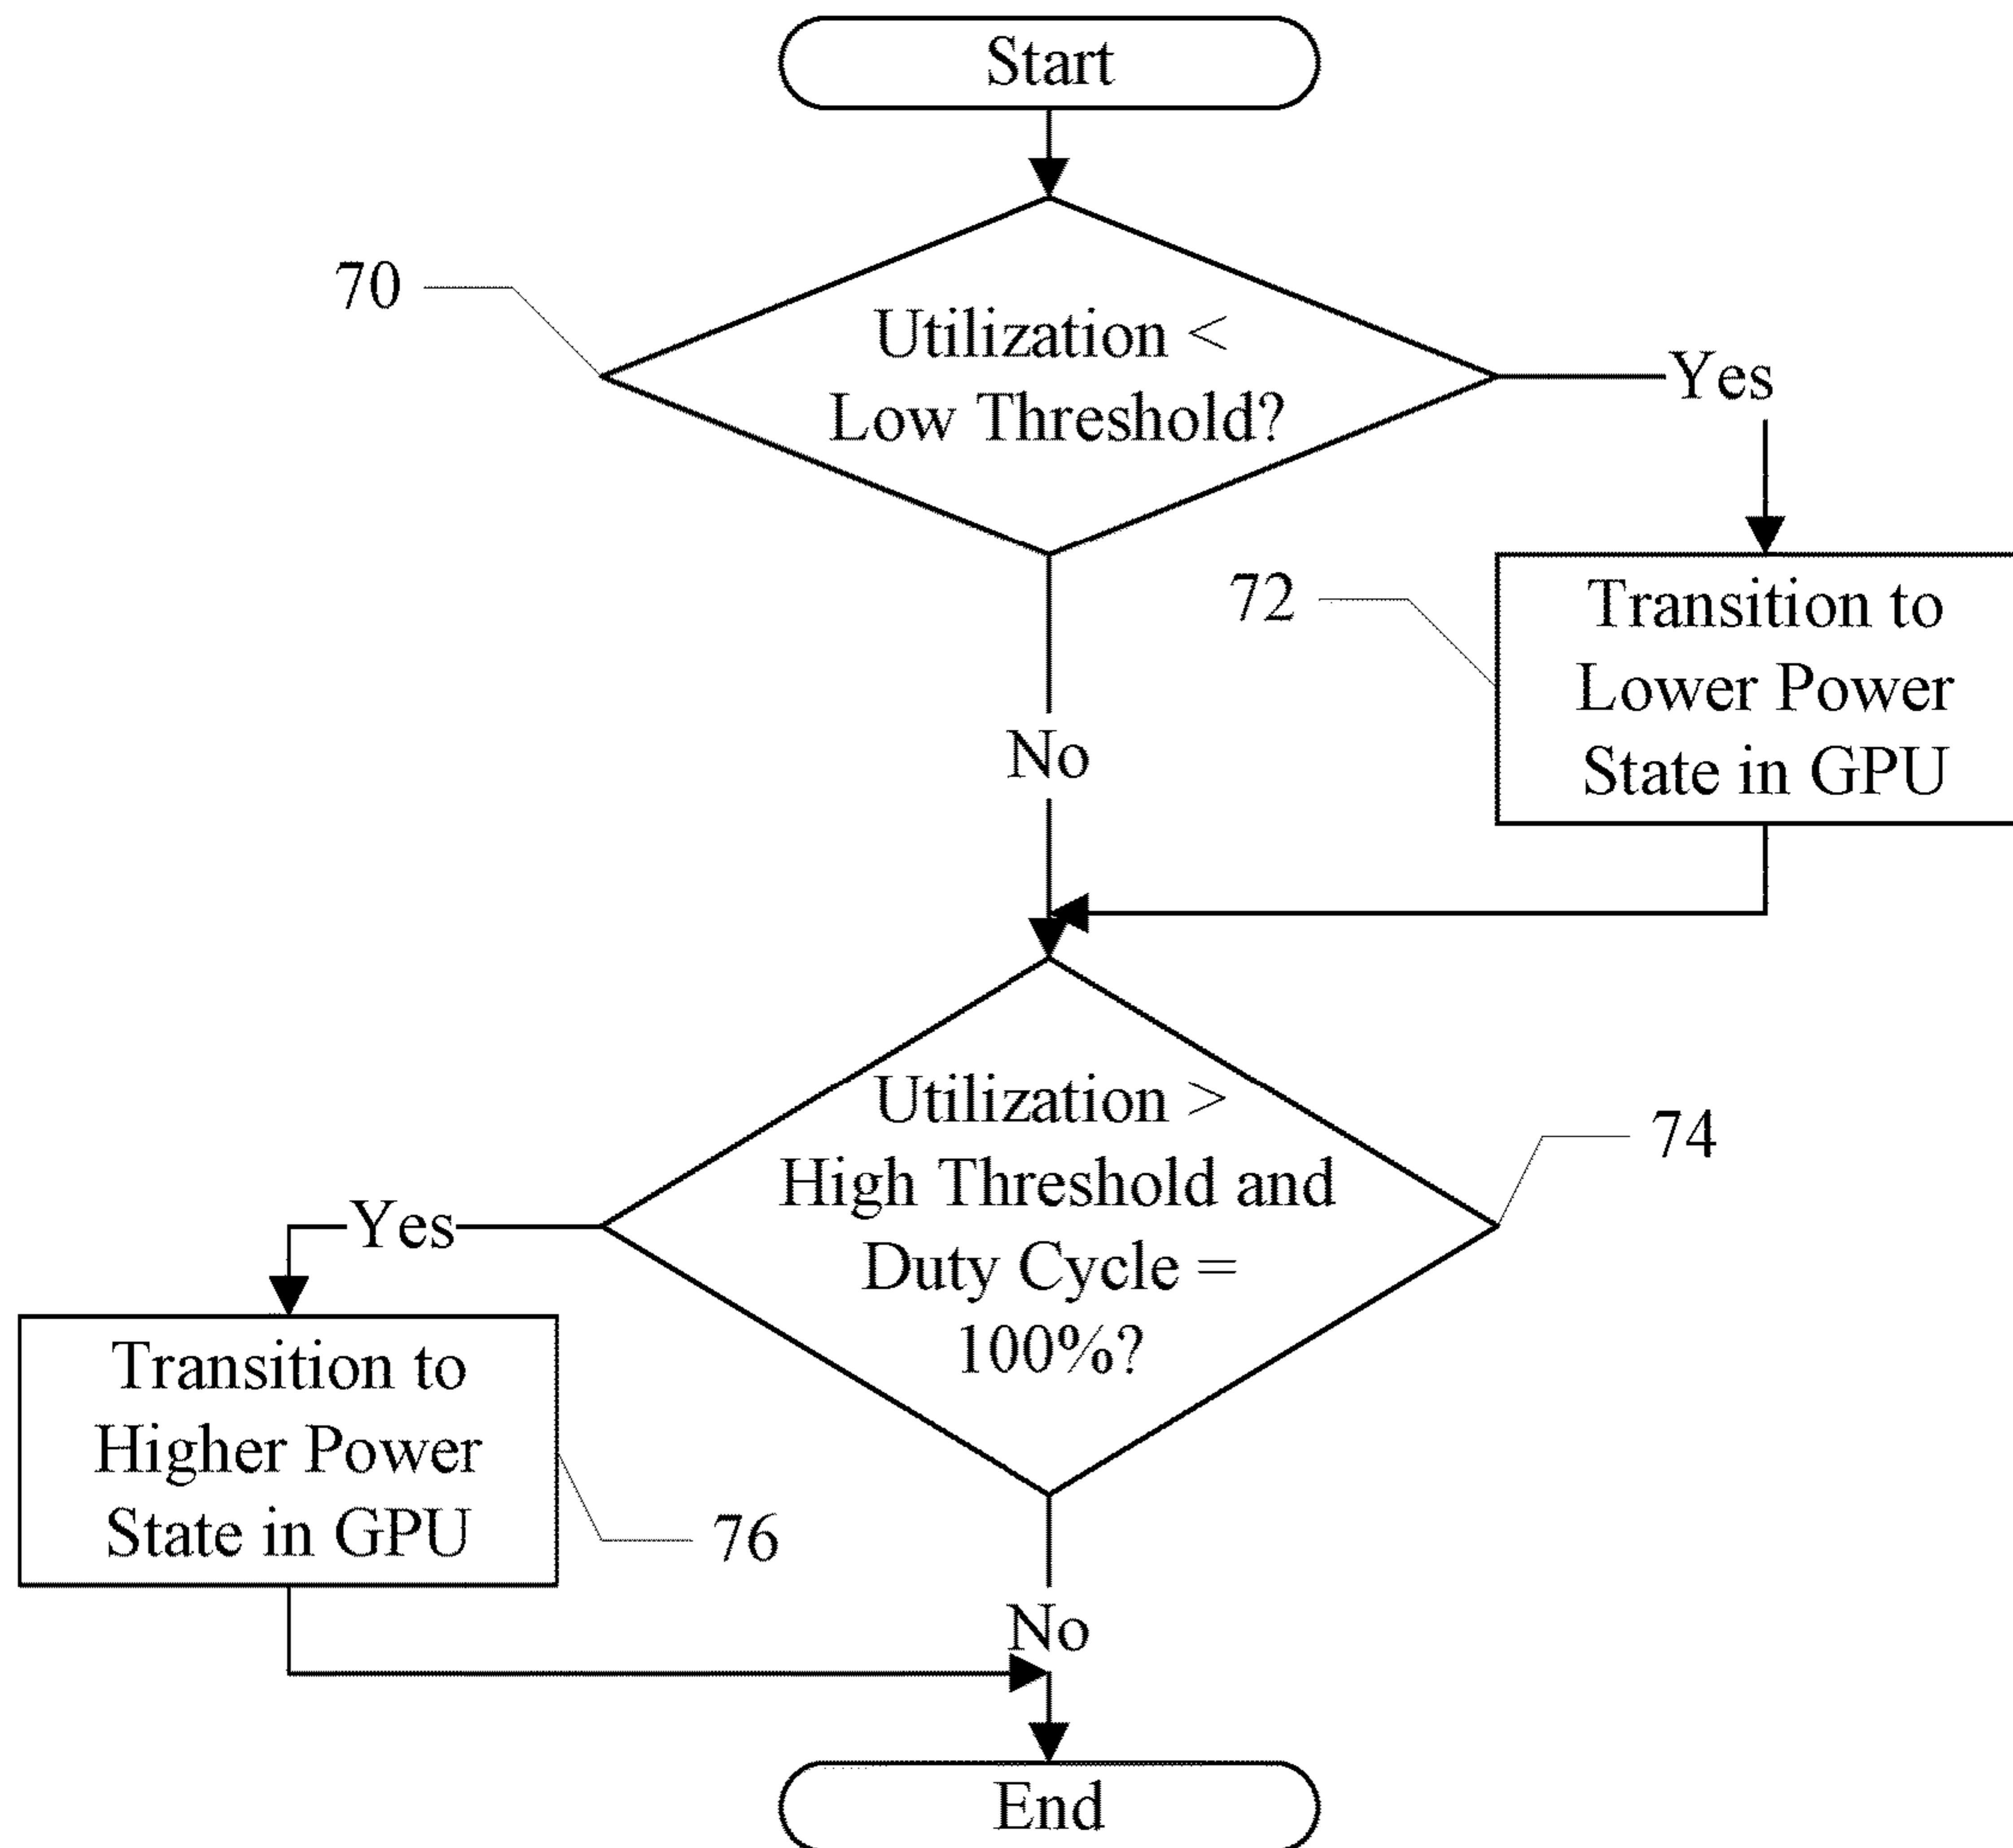 Start
70
Utilization <
Low Threshold?
Yes
72
Transition to
Lower Power
State in GPU
No
Utilization >
High Threshold and
Duty Cycle =
100%?
74
Yes
Transition to
Higher Power
State in GPU
76
No
End